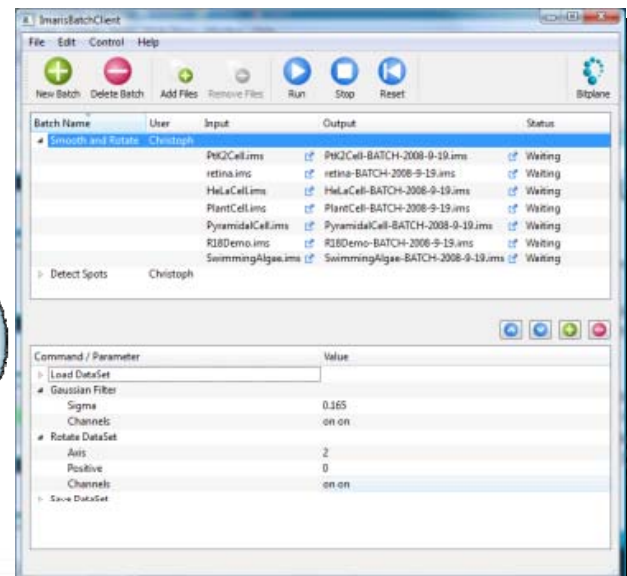 ImarisBatchClient
File Edit Control Help
New Batch Delete Batch Add Files Remove Files Run Stop Reset Bitplane
Batch Name User Input Output Status
Smooth and Rotate Christoph
PtK2Cell.ims PtK2Cell-BATCH-2008-9-19.ims Waiting
retina.ims retina-BATCH-2008-9-19.ims Waiting
HeLaCell.ims HeLaCell-BATCH-2008-9-19.ims Waiting
PlantCell.ims PlantCell-BATCH-2008-9-19.ims Waiting
PyramidalCell.ims PyramidalCell-BATCH-2008-9-19.ims Waiting
R18Demo.ims R18Demo-BATCH-2008-9-19.ims Waiting
SwimmingAlgae.ims SwimmingAlgae-BATCH-2008-9-19.ims Waiting
Detect Spots Christoph
Command / Parameter Value
Load DataSet
Gaussian Filter
Sigma 0.165
Channels on on
Rotate DataSet
Axis 2
Positive 0
Channels on on
Save DataSet